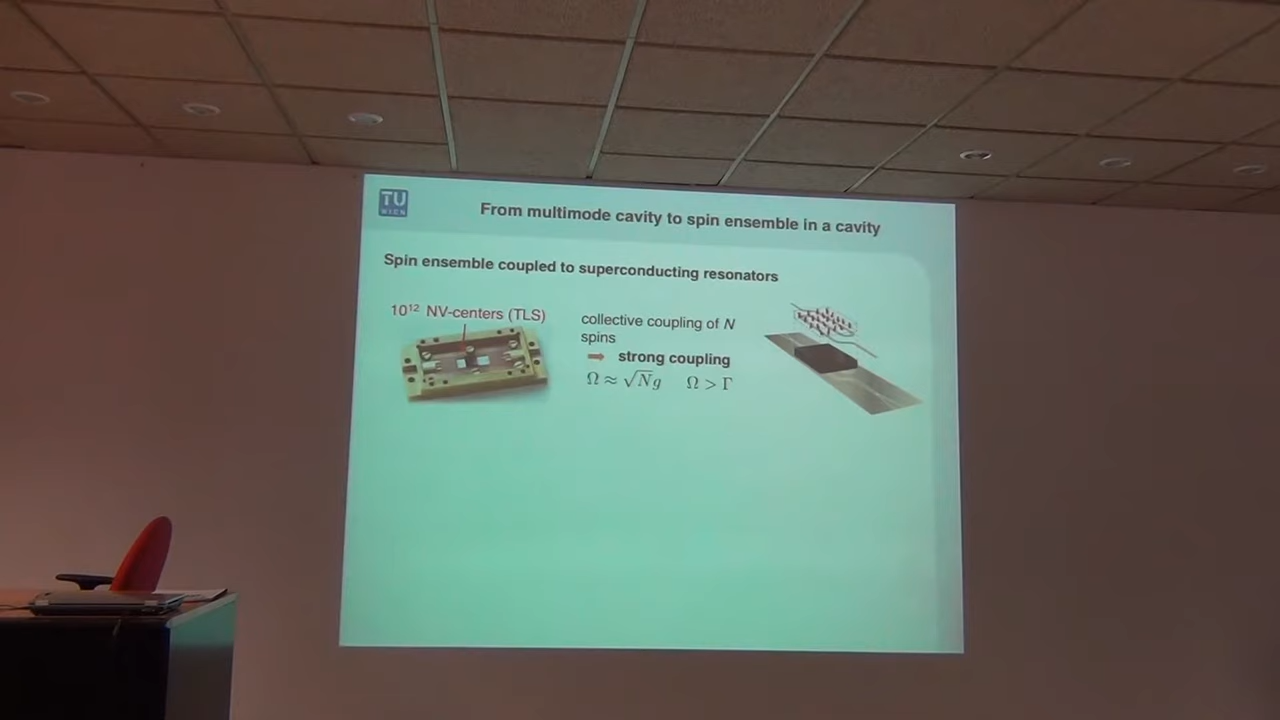 TU
WIEN
From multimode cavity to spin ensemble in a cavity
Spin ensemble coupled to superconducting resonators
10¹² NV-centers (TLS)
collective coupling of N
spins
➡ strong coupling
Ω ≈ √Ng Ω > Γ